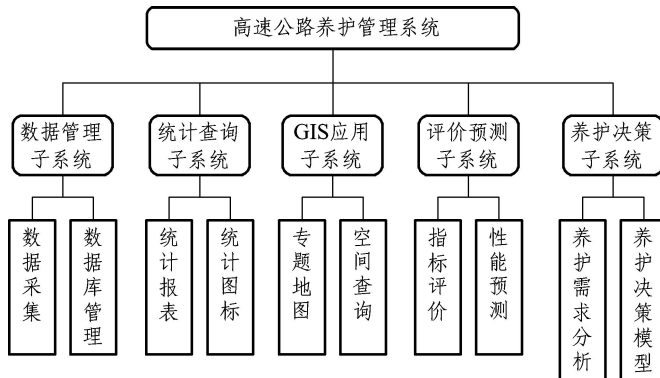 高速公路养护管理系统
数据管理
子系统
统计查询
子系统
GIS应用
子系统
评价预测
子系统
养护决策
子系统
数据采集
数据库管理
统计报表
统计图标
专题地图
空间查询
指标评价
性能预测
养护需求分析
养护决策模型